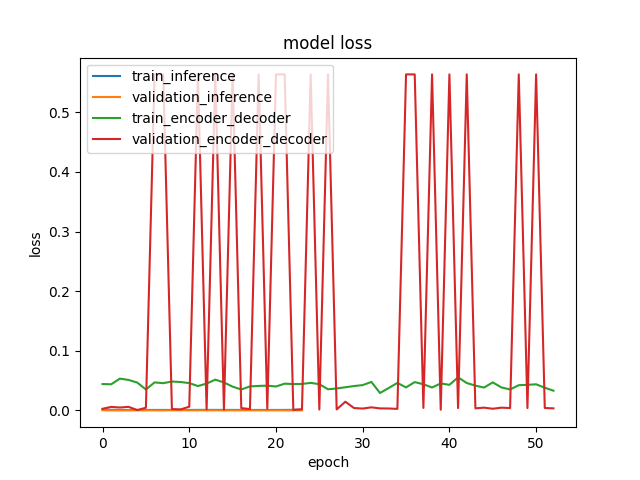 model loss
train_inference
validation_inference
train_encoder_decoder
validation_encoder_decoder
loss
0.5
0.4
0.3
0.2
0.1
0.0
0 10 20 30 40 50
epoch